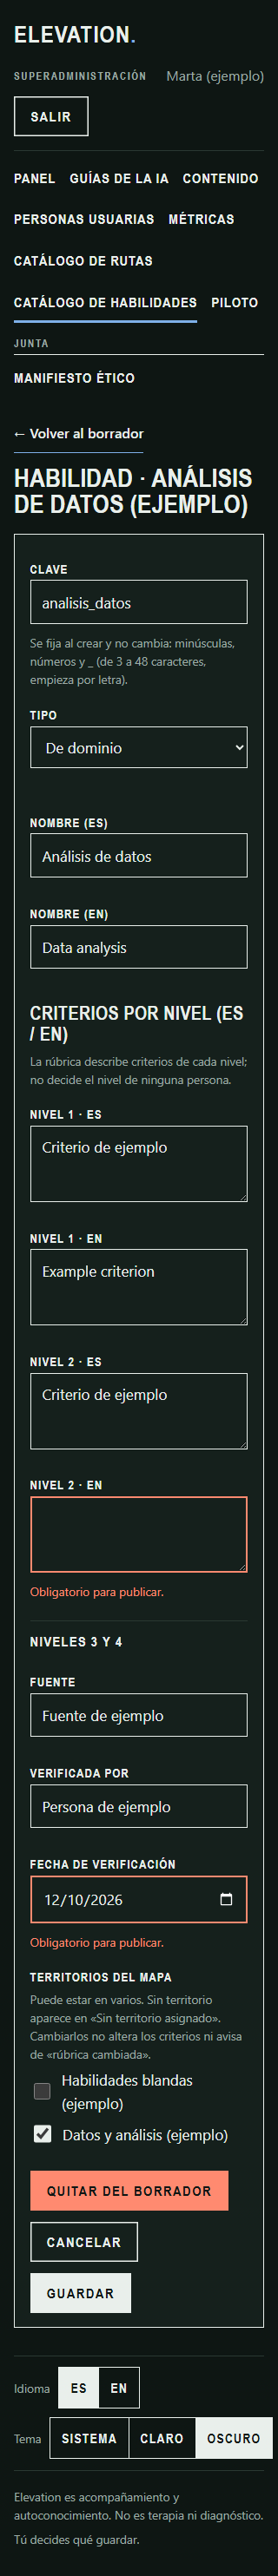 ELEVATION.
SUPERADMINISTRACIÓN Marta (ejemplo)
SALIR
PANEL GUÍAS DE LA IA CONTENIDO
PERSONAS USUARIAS MÉTRICAS
CATÁLOGO DE RUTAS
CATÁLOGO DE HABILIDADES PILOTO
JUNTA
MANIFIESTO ÉTICO
← Volver al borrador
HABILIDAD · ANÁLISIS
DE DATOS (EJEMPLO)
CLAVE
analisis_datos
Se fija al crear y no cambia: minúsculas,
números y _ (de 3 a 48 caracteres,
empieza por letra).
TIPO
De dominio
NOMBRE (ES)
Análisis de datos
NOMBRE (EN)
Data analysis
CRITERIOS POR NIVEL (ES
/ EN)
La rúbrica describe criterios de cada nivel;
no decide el nivel de ninguna persona.
NIVEL 1 · ES
Criterio de ejemplo
NIVEL 1 · EN
Example criterion
NIVEL 2 · ES
Criterio de ejemplo
NIVEL 2 · EN
Obligatorio para publicar.
NIVELES 3 Y 4
FUENTE
Fuente de ejemplo
VERIFICADA POR
Persona de ejemplo
FECHA DE VERIFICACIÓN
12/10/2026
Obligatorio para publicar.
TERRITORIOS DEL MAPA
Puede estar en varios. Sin territorio
aparece en «Sin territorio asignado».
Cambiarlos no altera los criterios ni avisa
de «rúbrica cambiada».
Habilidades blandas
(ejemplo)
Datos y análisis (ejemplo)
QUITAR DEL BORRADOR
CANCELAR
GUARDAR
Idioma ES EN
Tema SISTEMA CLARO OSCURO
Elevation es acompañamiento y
autoconocimiento. No es terapia ni diagnóstico.
Tú decides qué guardar.